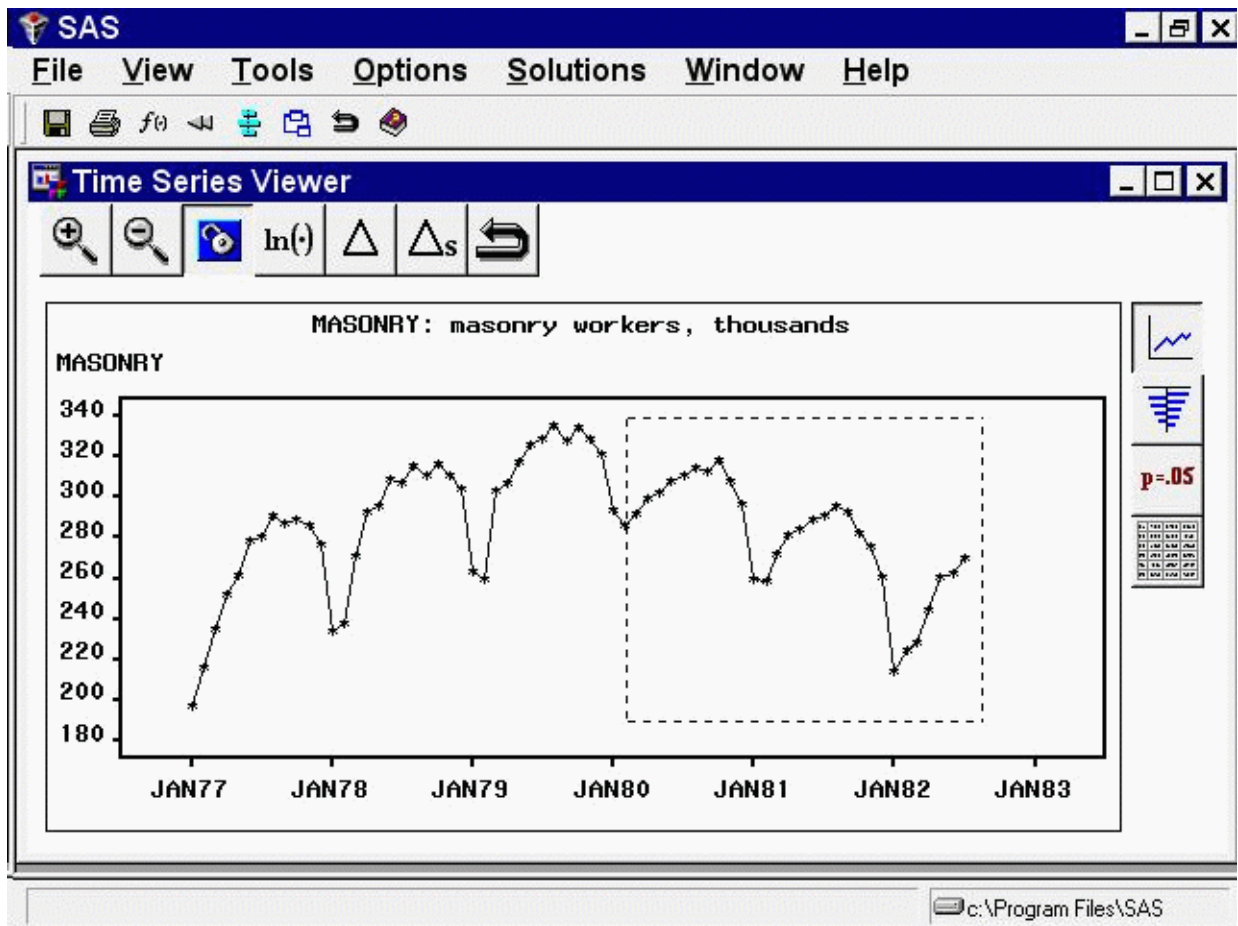 SAS
File View Tools Options Solutions Window Help
f(·)
Time Series Viewer
ln(·) Δ Δs
MASONRY: masonry workers, thousands
MASONRY
340
320
300
280
260
240
220
200
180
JAN77 JAN78 JAN79 JAN80 JAN81 JAN82 JAN83
p=.05
c:\Program Files\SAS